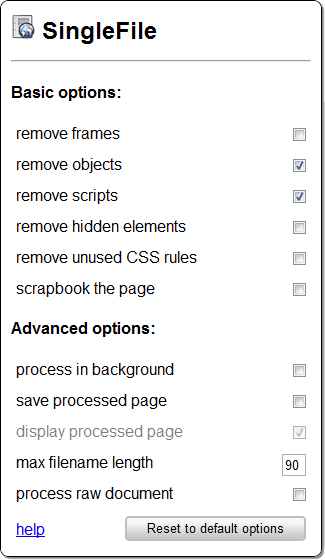 SingleFile
Basic options:
remove frames
remove objects
remove scripts
remove hidden elements
remove unused CSS rules
scrapbook the page
Advanced options:
process in background
save processed page
display processed page
max filename length 90
process raw document
help Reset to default options